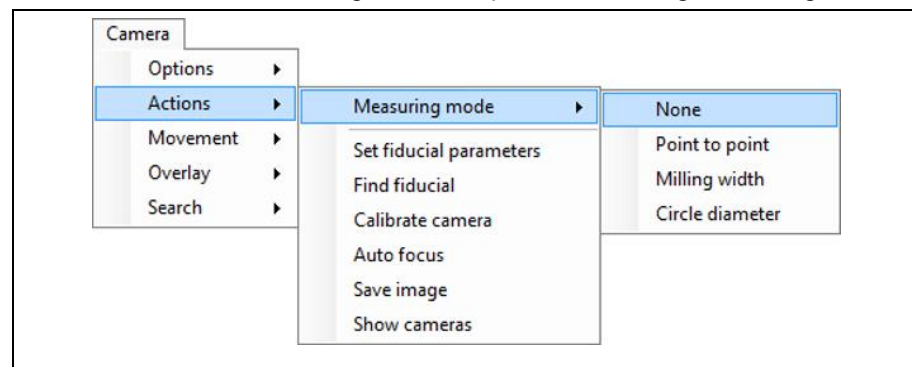 Camera
Options
Actions
Movement
Overlay
Search
Measuring mode
Set fiducial parameters
Find fiducial
Calibrate camera
Auto focus
Save image
Show cameras
None
Point to point
Milling width
Circle diameter